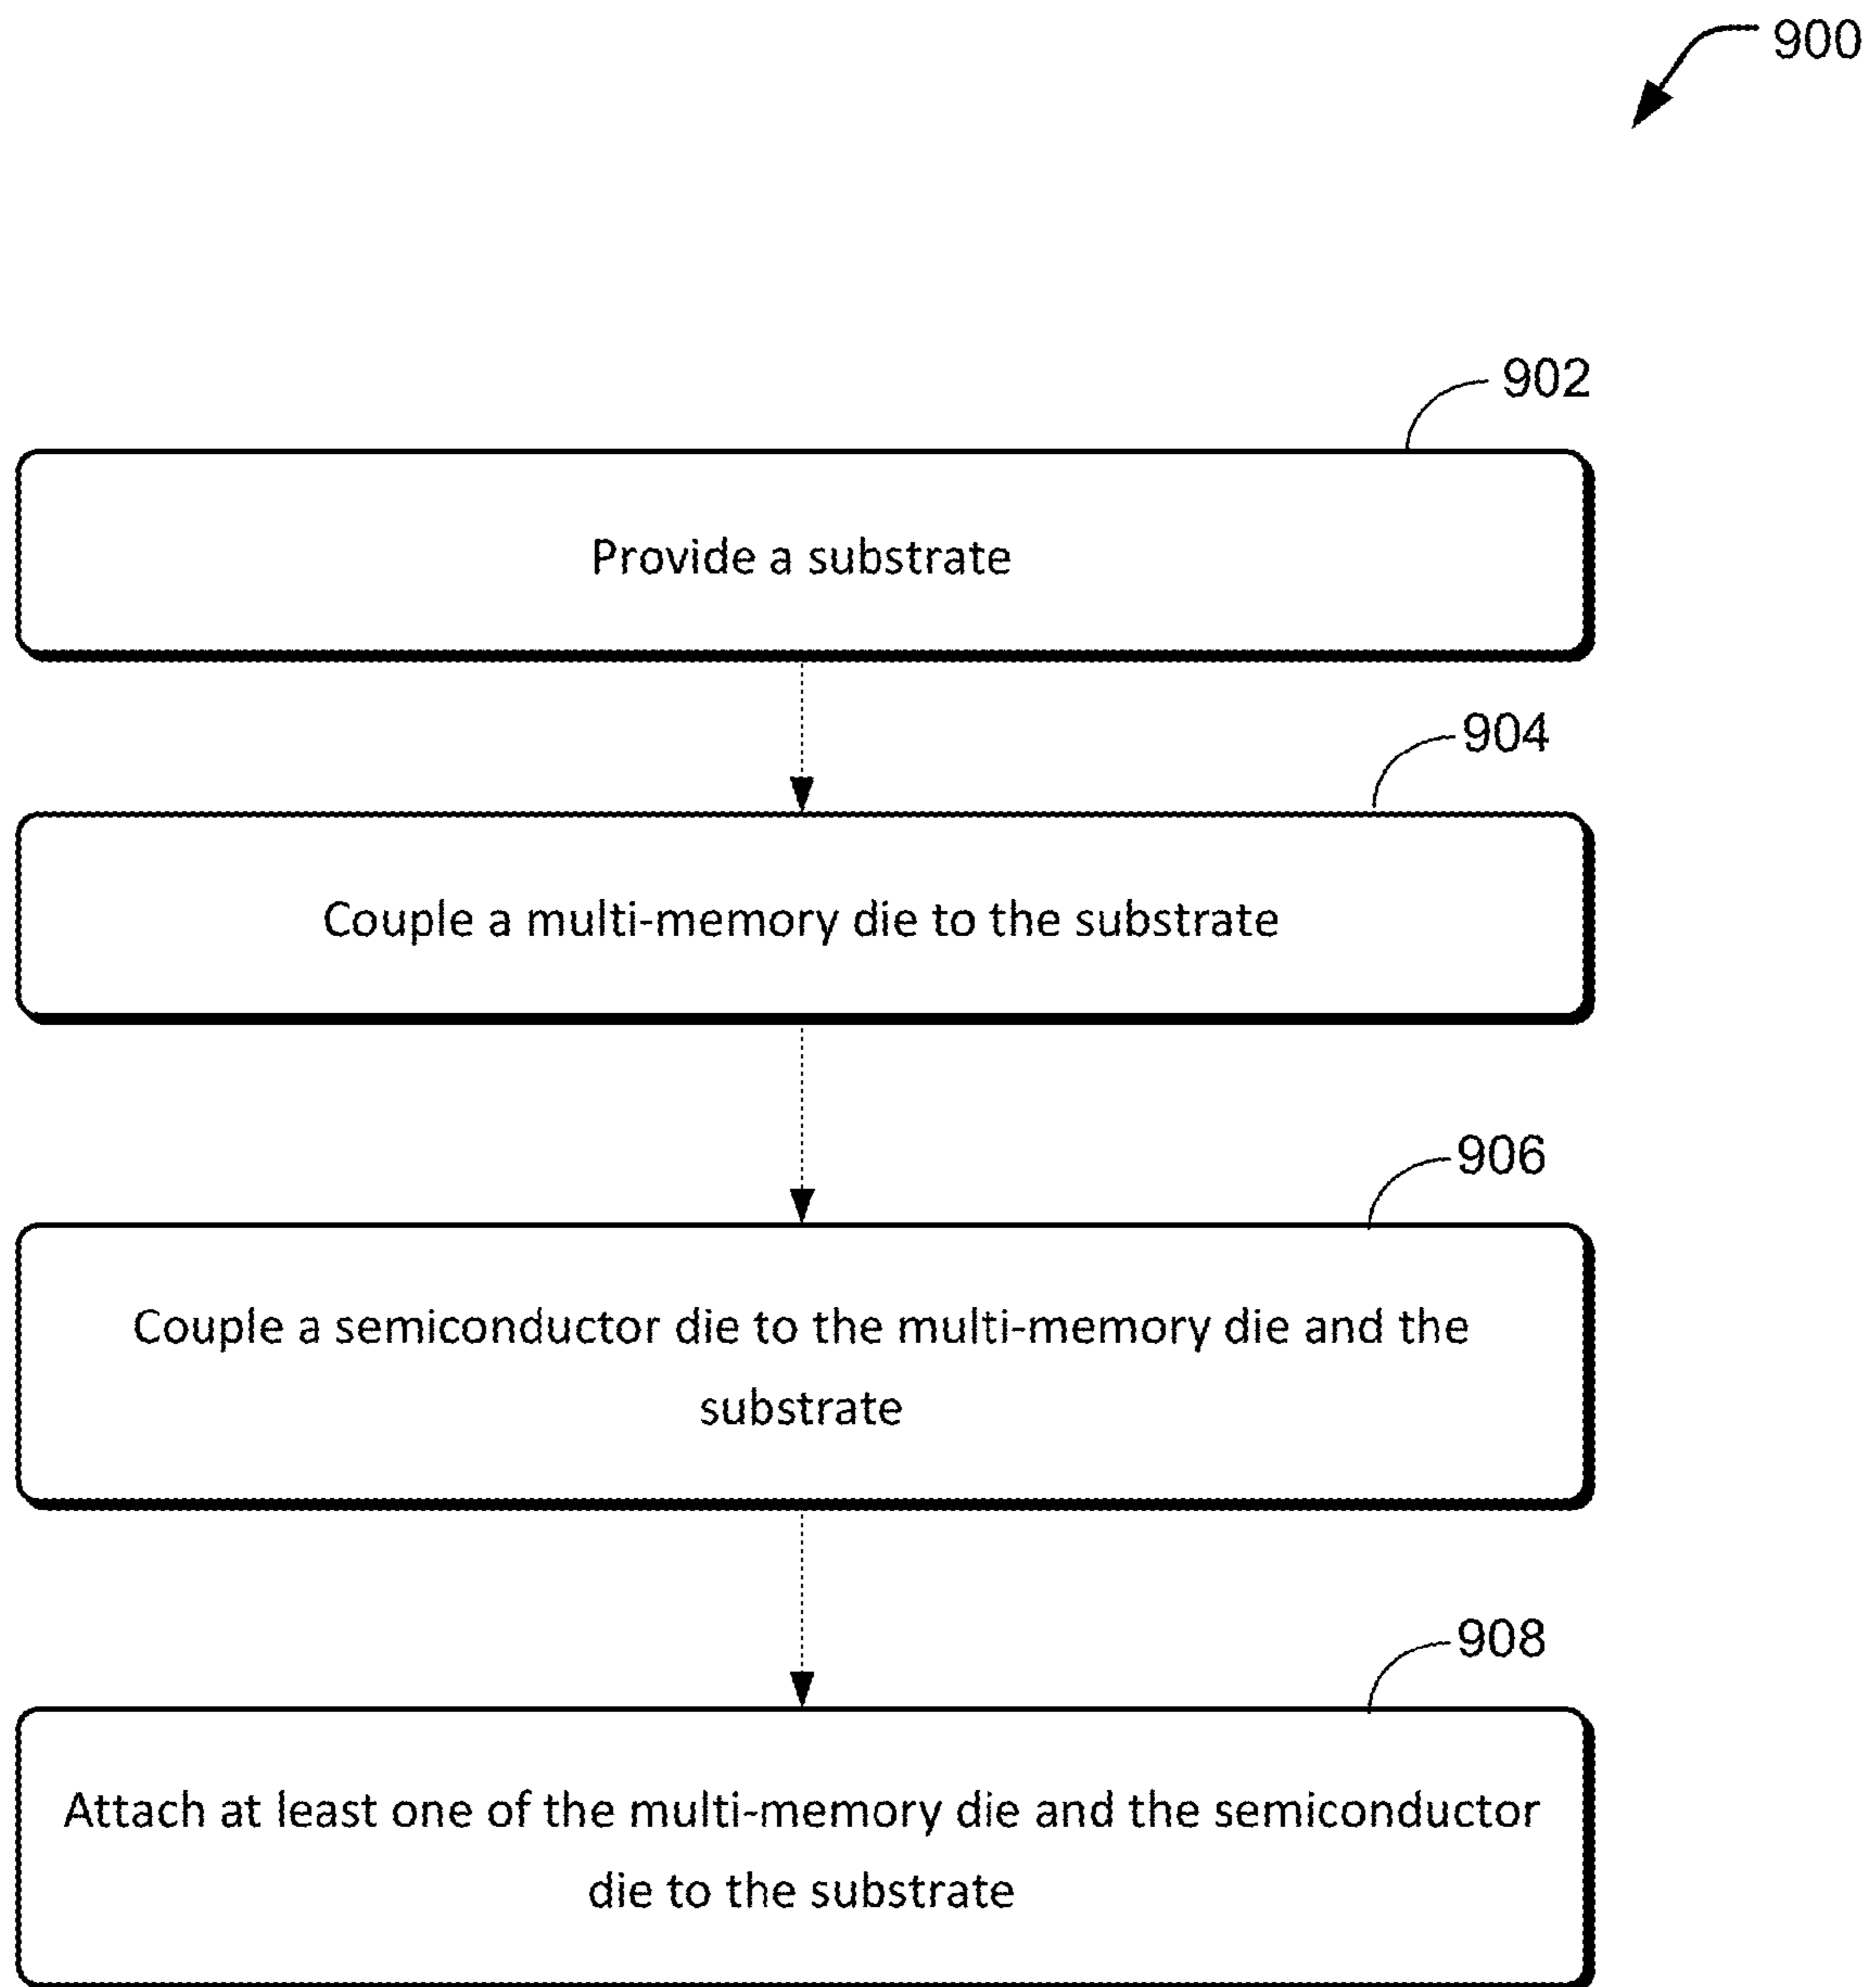 900
902
Provide a substrate
904
Couple a multi-memory die to the substrate
906
Couple a semiconductor die to the multi-memory die and the
substrate
908
Attach at least one of the multi-memory die and the semiconductor
die to the substrate